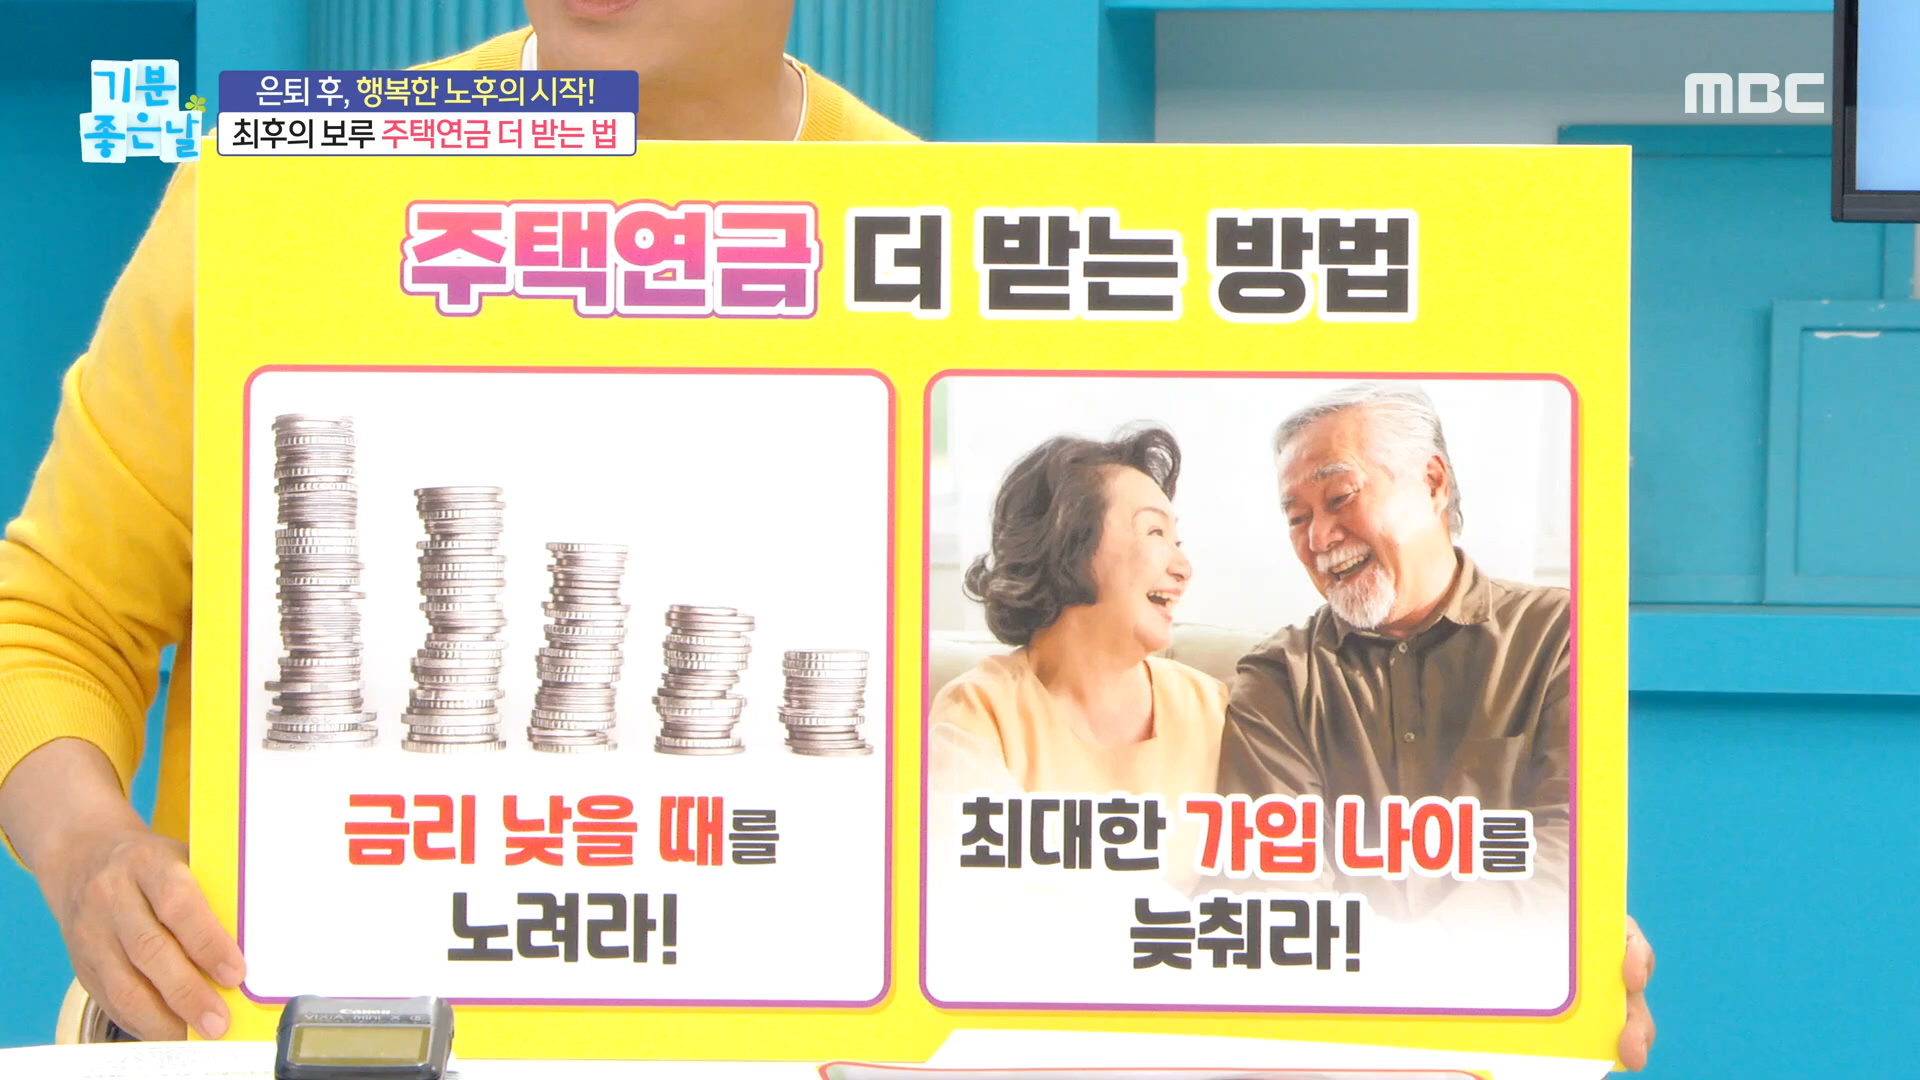 기분
좋은날
은퇴 후, 행복한 노후의 시작!
최후의 보루 주택연금 더 받는 법
MBC
주택연금 더 받는 방법
금리 낮을 때를
노려라!
최대한 가입 나이를
늦춰라!
Canon
VIXIA mini X